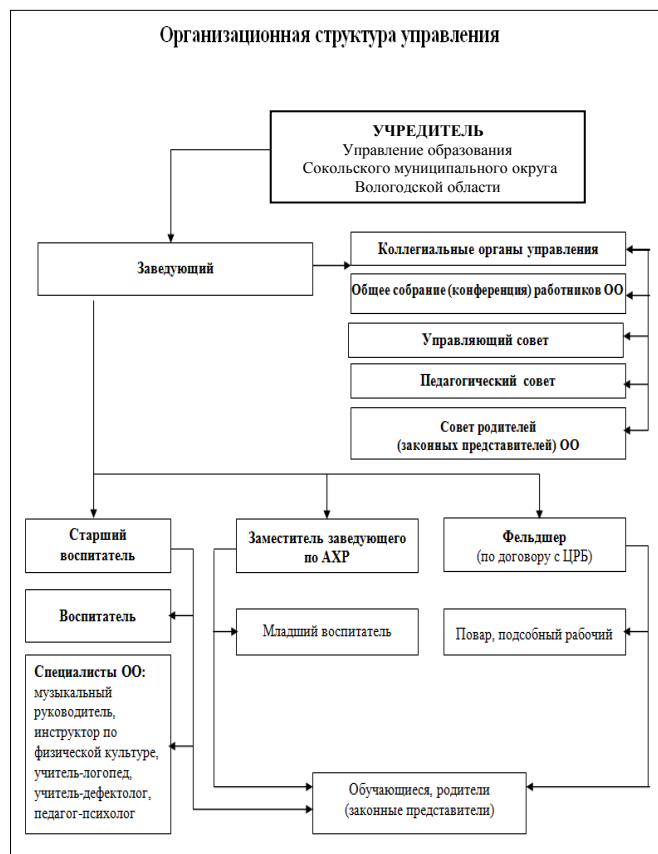 Организационная структура управления
УЧРЕДИТЕЛЬ
Управление образования
Сокольского муниципального округа
Вологодской области
Заведующий
Коллегиальные органы управления
Общее собрание (конференция) работников ОО
Управляющий совет
Педагогический совет
Совет родителей
(законных представителей) ОО
Старший
воспитатель
Заместитель заведующего
по АХР
Фельдшер
(по договору с ЦРБ)
Воспитатель
Младший воспитатель
Повар, подсобный рабочий
Специалисты ОО:
музыкальный
руководитель,
инструктор по
физической культуре,
учитель-логопед,
учитель-дефектолог,
педагог-психолог
Обучающиеся, родители
(законные представители)